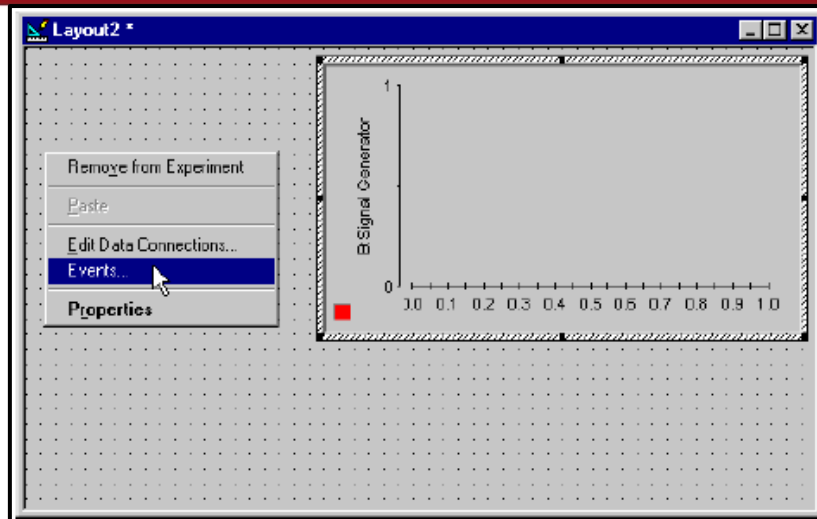 Layout2 *
Remove from Experiment
Paste
Edit Data Connections...
Events...
Properties
B:Signal Generator
1
0
0.0 0.1 0.2 0.3 0.4 0.5 0.6 0.7 0.8 0.9 1.0